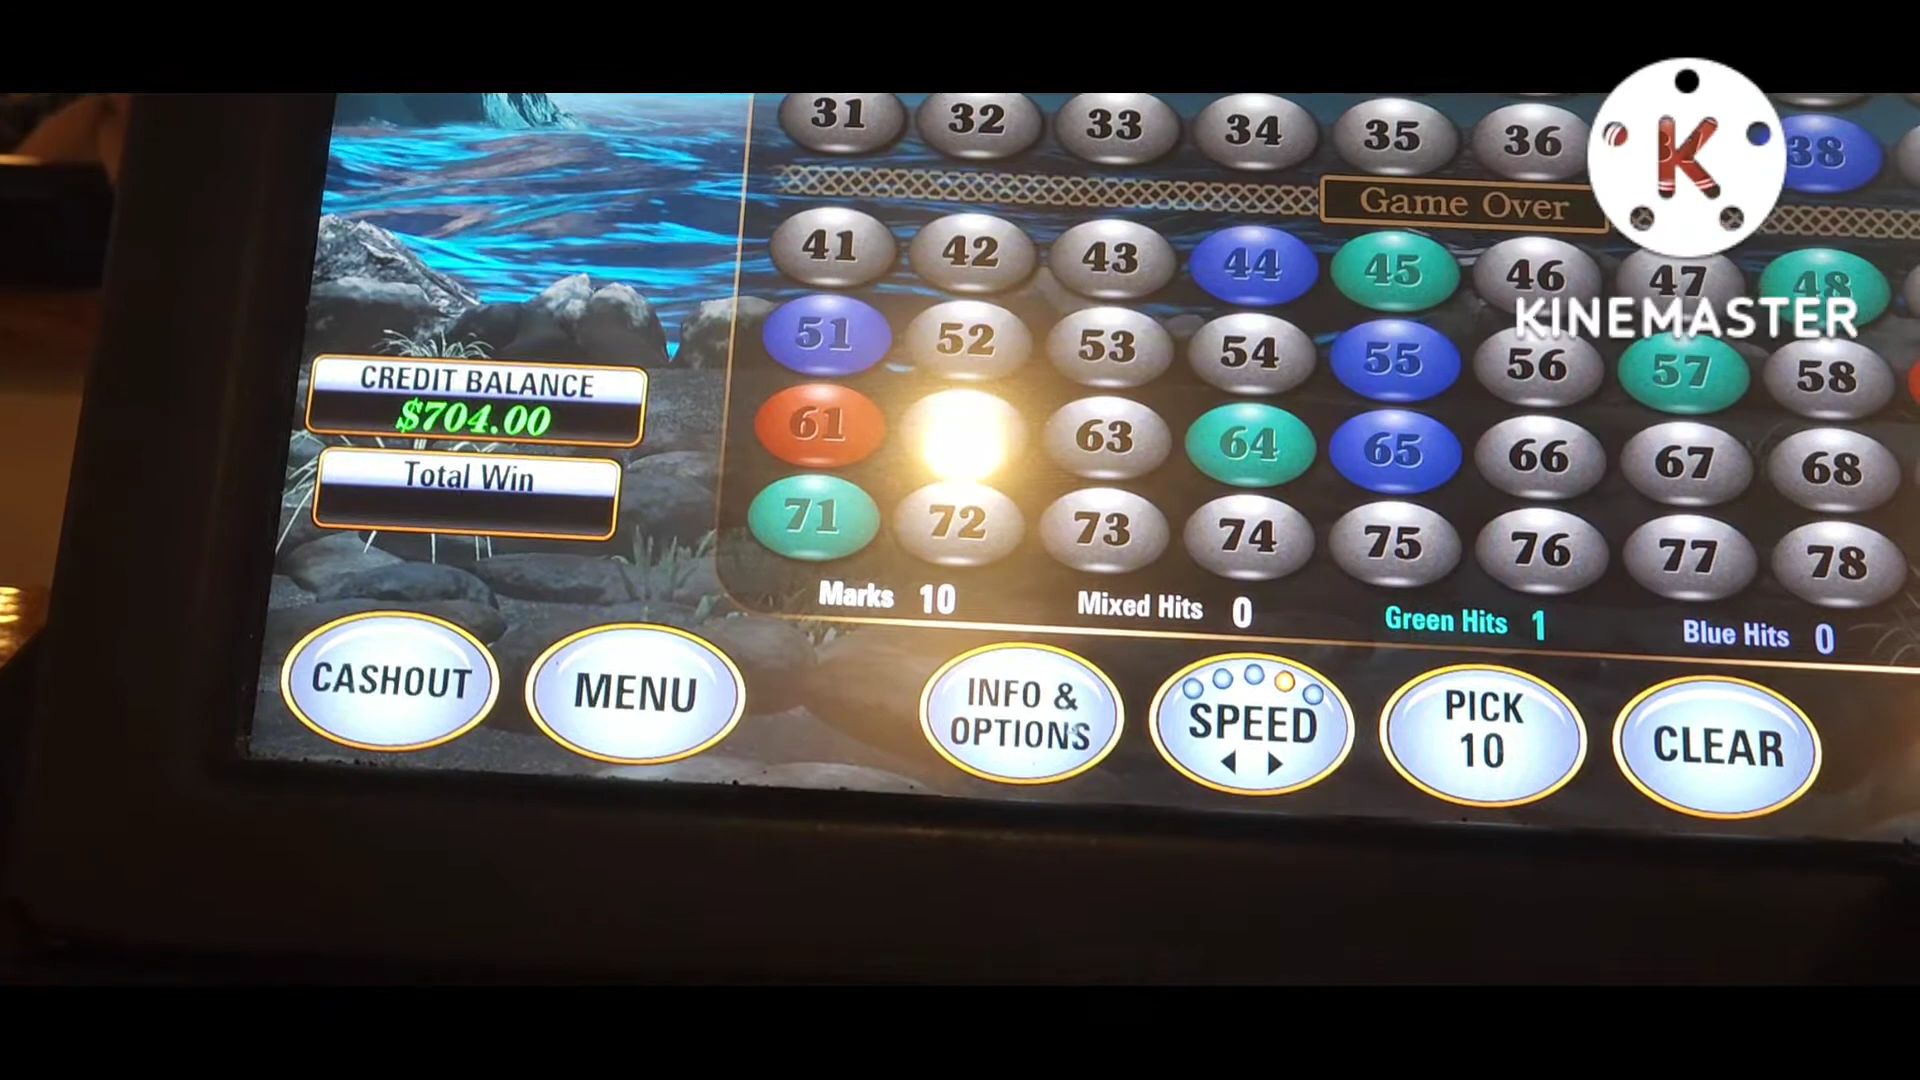 31 32 33 34 35 36 38
Game Over
41 42 43 44 45 46 47 48
51 52 53 54 55 56 57 58
61 63 64 65 66 67 68
71 72 73 74 75 76 77 78
Marks 10 Mixed Hits 0 Green Hits 1 Blue Hits 0
CREDIT BALANCE
$704.00
Total Win
CASHOUT
MENU
INFO &
OPTIONS
SPEED
PICK
10
CLEAR
K
KINEMASTER